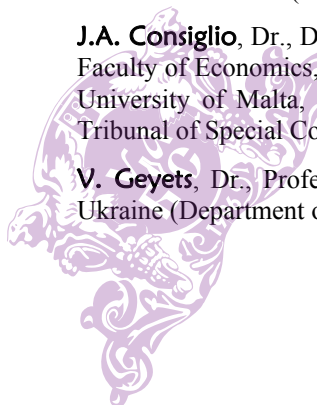 J.A. Consiglio, Dr., D
Faculty of Economics,
University of Malta,
Tribunal of Special Co
V. Geyets, Dr., Profe
Ukraine (Department o